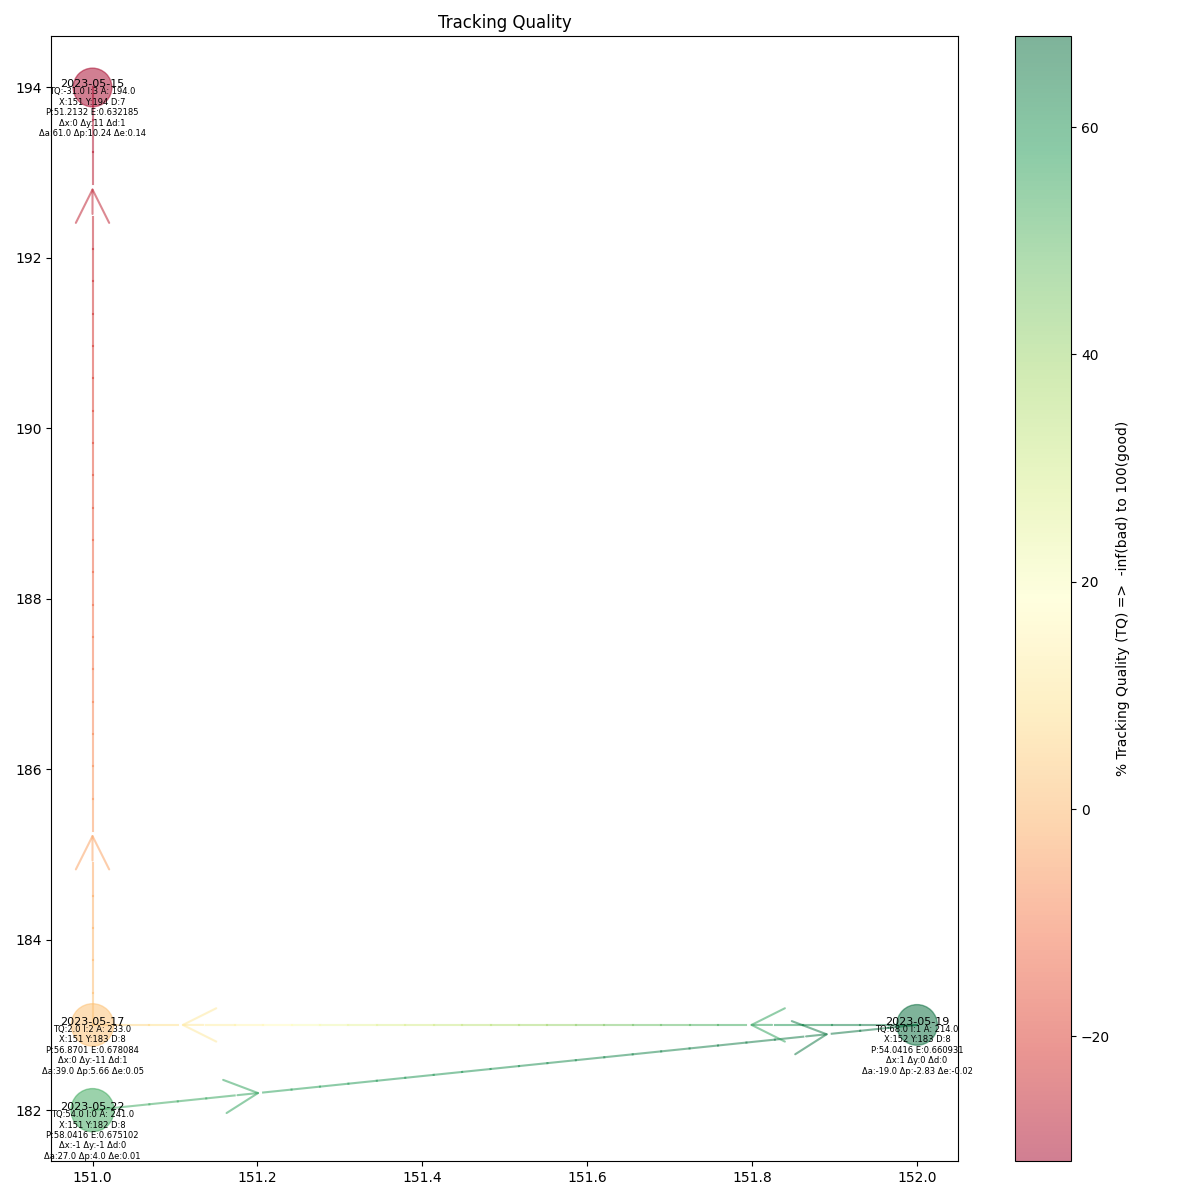 Tracking Quality
194
192
190
188
186
184
182
151.0
151.2
151.4
151.6
151.8
152.0
2023-05-15
TQ:-31.0 I:3 A: 194.0
X:151 Y:194 D:7
P:51.2132 E:0.632185
Δx:0 Δy:11 Δd:1
Δa:61.0 Δp:10.24 Δe:0.14
2023-05-17
TQ:2.0 I:2 A: 233.0
X:151 Y:183 D:8
P:56.8701 E:0.678084
Δx:0 Δy:-11 Δd:1
Δa:39.0 Δp:5.66 Δe:0.05
2023-05-19
TQ:68.0 I:1 A: 214.0
X:152 Y:183 D:8
P:54.0416 E:0.660931
Δx:1 Δy:0 Δd:0
Δa:-19.0 Δp:-2.83 Δe:-0.02
2023-05-22
TQ:54.0 I:0 A: 241.0
X:151 Y:182 D:8
P:58.0416 E:0.675102
Δx:-1 Δy:-1 Δd:0
Δa:27.0 Δp:4.0 Δe:0.01
60
40
20
0
−20
% Tracking Quality (TQ) => -inf(bad) to 100(good)